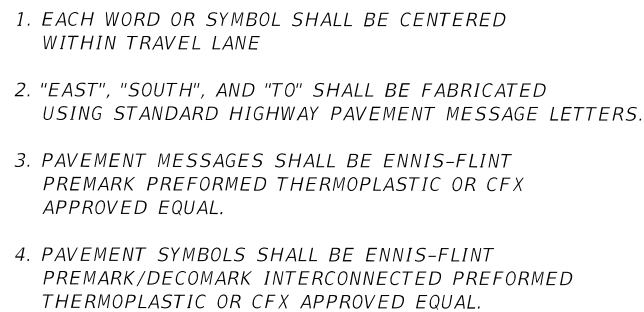 1. EACH WORD OR SYMBOL SHALL BE CENTERED
WITHIN TRAVEL LANE
2. "EAST", "SOUTH", AND "TO" SHALL BE FABRICATED
USING STANDARD HIGHWAY PAVEMENT MESSAGE LETTERS.
3. PAVEMENT MESSAGES SHALL BE ENNIS-FLINT
PREMARK PREFORMED THERMOPLASTIC OR CFX
APPROVED EQUAL.
4. PAVEMENT SYMBOLS SHALL BE ENNIS-FLINT
PREMARK/DECOMARK INTERCONNECTED PREFORMED
THERMOPLASTIC OR CFX APPROVED EQUAL.